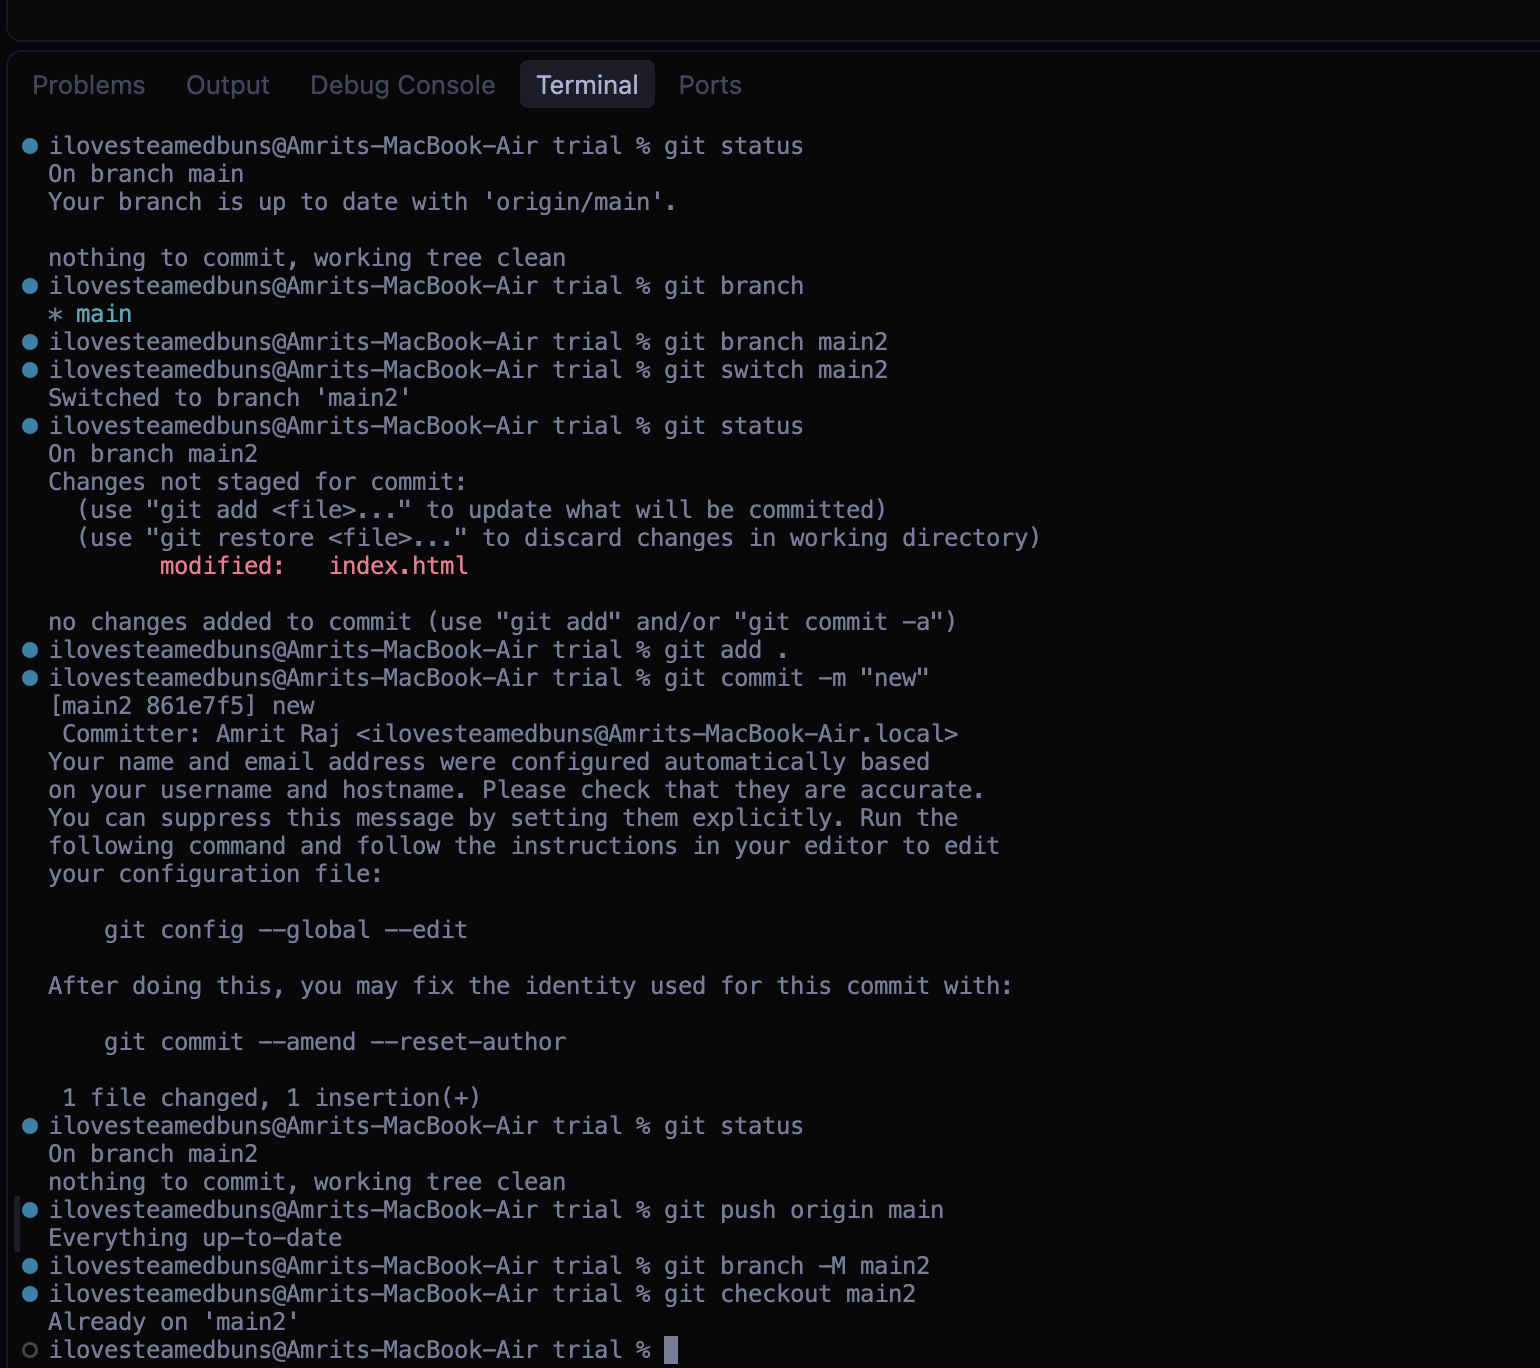 Problems Output Debug Console Terminal Ports
ilovesteamedbuns@Amrits-MacBook-Air trial % git status
On branch main
Your branch is up to date with 'origin/main'.
nothing to commit, working tree clean
ilovesteamedbuns@Amrits-MacBook-Air trial % git branch
* main
ilovesteamedbuns@Amrits-MacBook-Air trial % git branch main2
ilovesteamedbuns@Amrits-MacBook-Air trial % git switch main2
Switched to branch 'main2'
ilovesteamedbuns@Amrits-MacBook-Air trial % git status
On branch main2
Changes not staged for commit:
  (use "git add <file>..." to update what will be committed)
  (use "git restore <file>..." to discard changes in working directory)
        modified:   index.html
no changes added to commit (use "git add" and/or "git commit -a")
ilovesteamedbuns@Amrits-MacBook-Air trial % git add .
ilovesteamedbuns@Amrits-MacBook-Air trial % git commit -m "new"
[main2 861e7f5] new
 Committer: Amrit Raj <ilovesteamedbuns@Amrits-MacBook-Air.local>
Your name and email address were configured automatically based
on your username and hostname. Please check that they are accurate.
You can suppress this message by setting them explicitly. Run the
following command and follow the instructions in your editor to edit
your configuration file:
    git config --global --edit
After doing this, you may fix the identity used for this commit with:
    git commit --amend --reset-author
 1 file changed, 1 insertion(+)
ilovesteamedbuns@Amrits-MacBook-Air trial % git status
On branch main2
nothing to commit, working tree clean
ilovesteamedbuns@Amrits-MacBook-Air trial % git push origin main
Everything up-to-date
ilovesteamedbuns@Amrits-MacBook-Air trial % git branch -M main2
ilovesteamedbuns@Amrits-MacBook-Air trial % git checkout main2
Already on 'main2'
ilovesteamedbuns@Amrits-MacBook-Air trial %